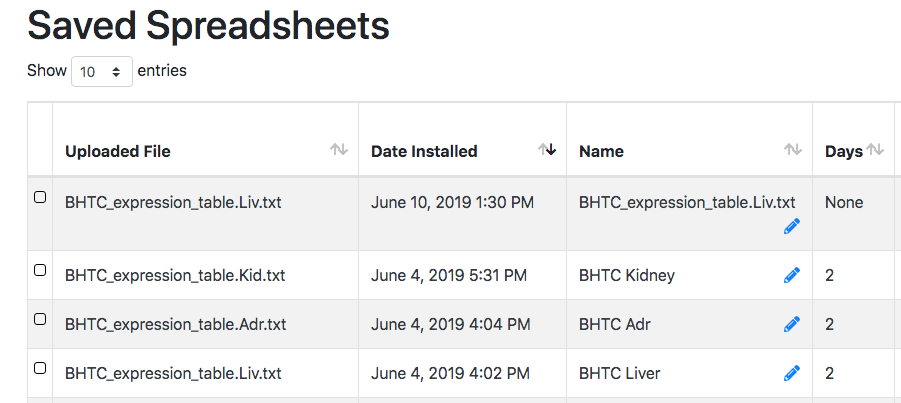 Saved Spreadsheets
Show 10 entries
Uploaded File Date Installed Name Days
BHTC_expression_table.Liv.txt June 10, 2019 1:30 PM BHTC_expression_table.Liv.txt None
BHTC_expression_table.Kid.txt June 4, 2019 5:31 PM BHTC Kidney 2
BHTC_expression_table.Adr.txt June 4, 2019 4:04 PM BHTC Adr 2
BHTC_expression_table.Liv.txt June 4, 2019 4:02 PM BHTC Liver 2